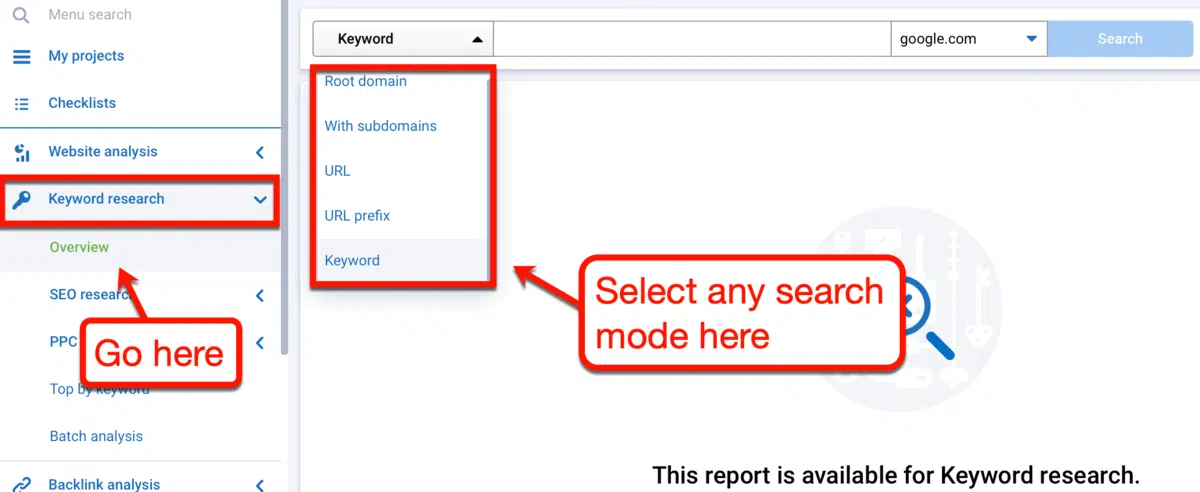 Menu search
My projects
Checklists
Website analysis
Keyword research
Overview
SEO research
PPC
Go here
Top by keyword
Batch analysis
Backlink analysis
Keyword
google.com
Search
Root domain
With subdomains
URL
URL prefix
Keyword
Select any search
mode here
This report is available for Keyword research.